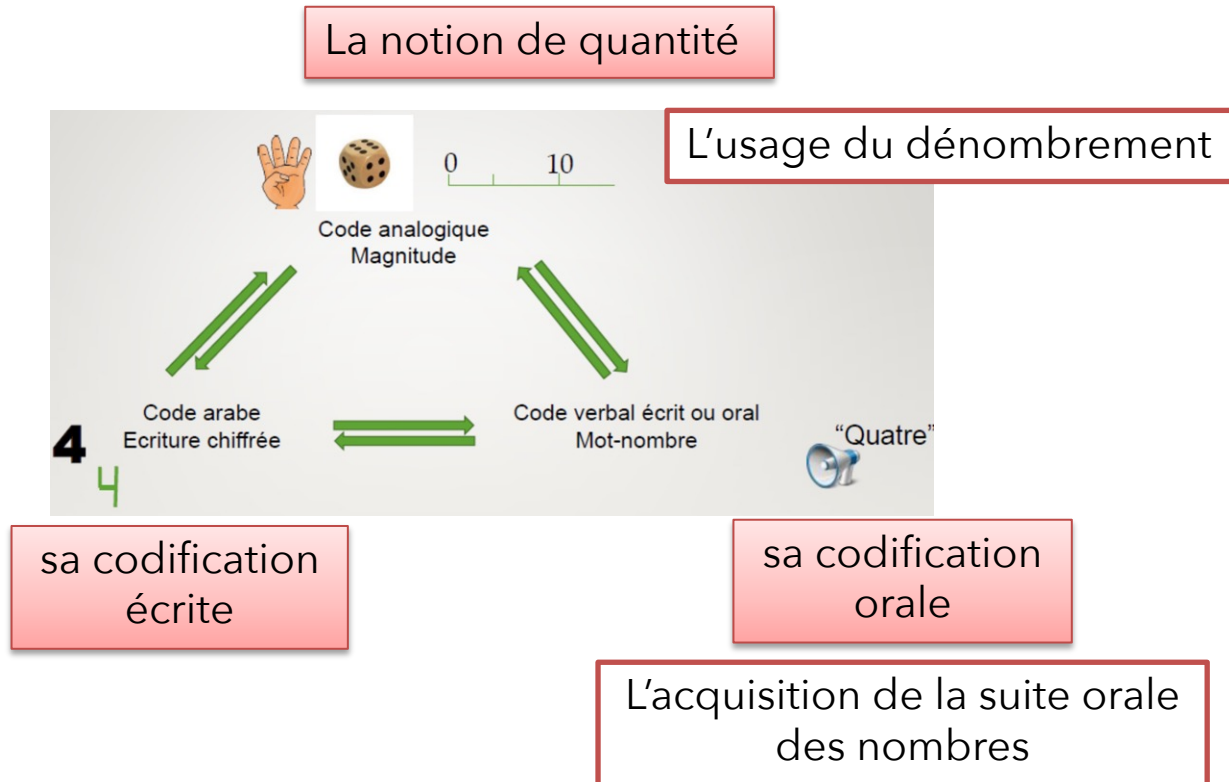 La notion de quantité
L'usage du dénombrement
0 10
Code analogique
Magnitude
Code arabe
Ecriture chiffrée
Code verbal écrit ou oral
Mot-nombre
4
4
“Quatre”
sa codification
écrite
sa codification
orale
L'acquisition de la suite orale
des nombres